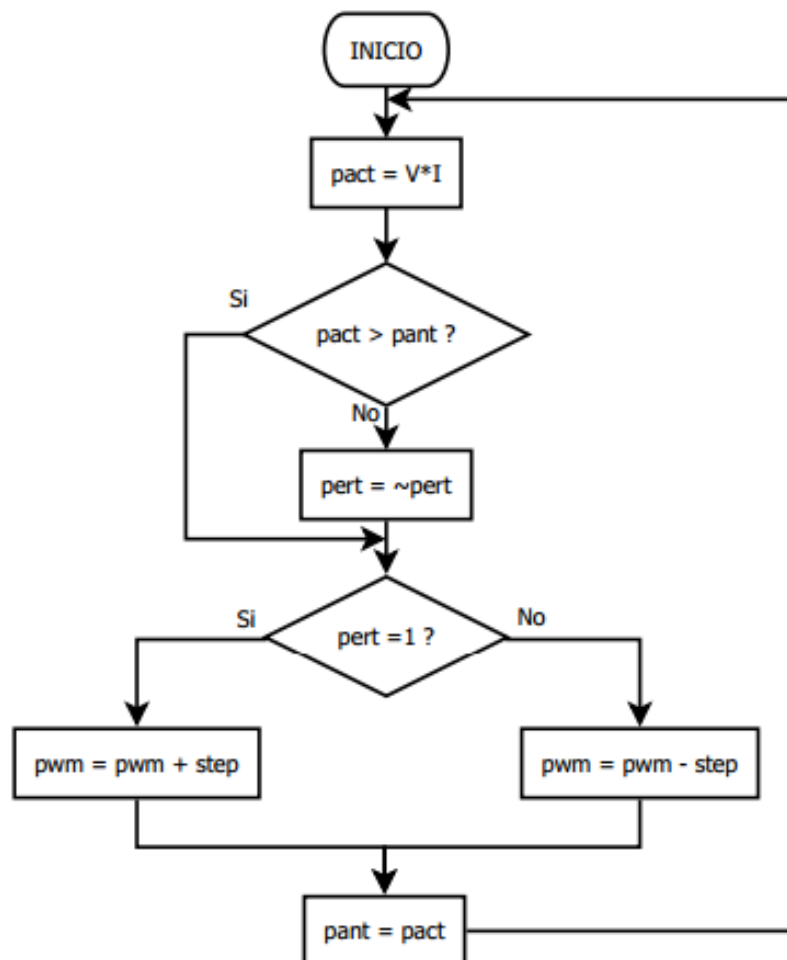 INICIO
pact = V*I
Si
pact > pant ?
No
pert = ~pert
Si
pert =1 ?
No
pwm = pwm + step
pwm = pwm - step
pant = pact